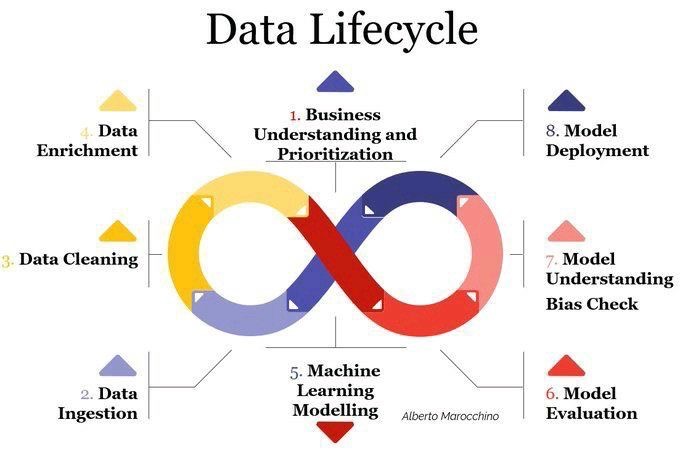 Data Lifecycle
1. Business
Understanding and
Prioritization
4. Data
Enrichment
8. Model
Deployment
3. Data Cleaning
7. Model
Understanding
Bias Check
2. Data
Ingestion
5. Machine
Learning
Modelling
6. Model
Evaluation
Alberto Marocchino